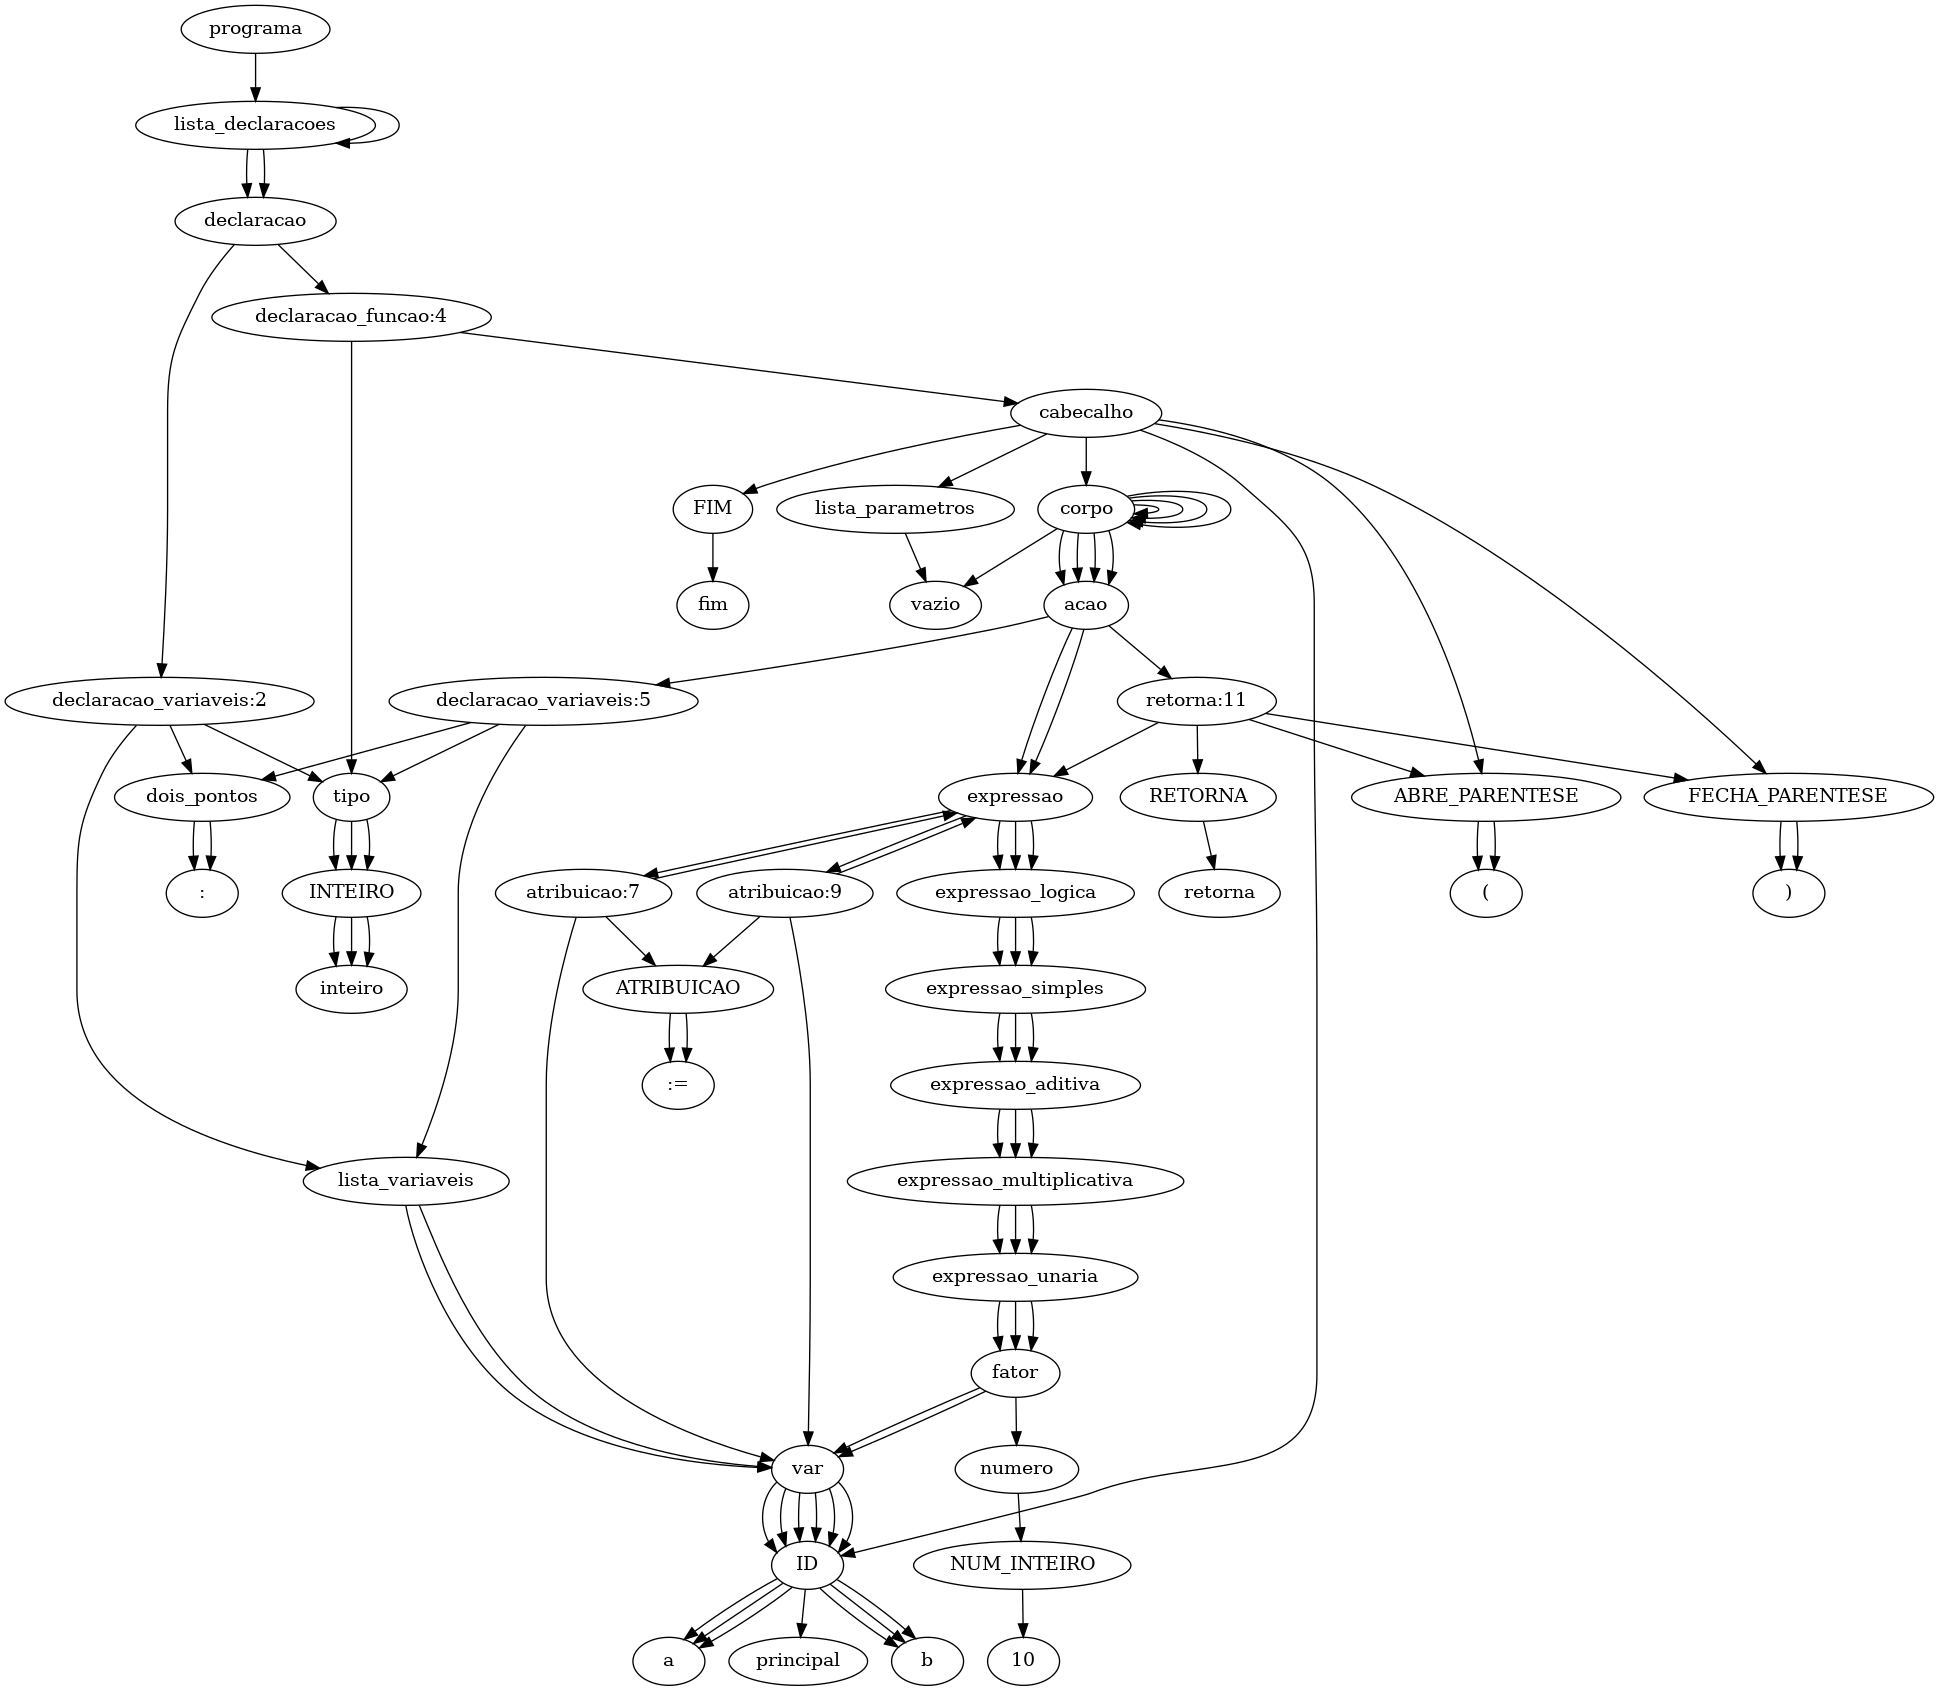 programa
lista_declaracoes
declaracao
declaracao_funcao:4
cabecalho
FIM
lista_parametros
corpo
fim
vazio
acao
declaracao_variaveis:2
declaracao_variaveis:5
retorna:11
dois_pontos
tipo
expressao
RETORNA
ABRE_PARENTESE
FECHA_PARENTESE
:
INTEIRO
atribuicao:7
atribuicao:9
expressao_logica
retorna
(
)
inteiro
ATRIBUICAO
expressao_simples
:=
expressao_aditiva
lista_variaveis
expressao_multiplicativa
expressao_unaria
fator
var
numero
ID
NUM_INTEIRO
a
principal
b
10